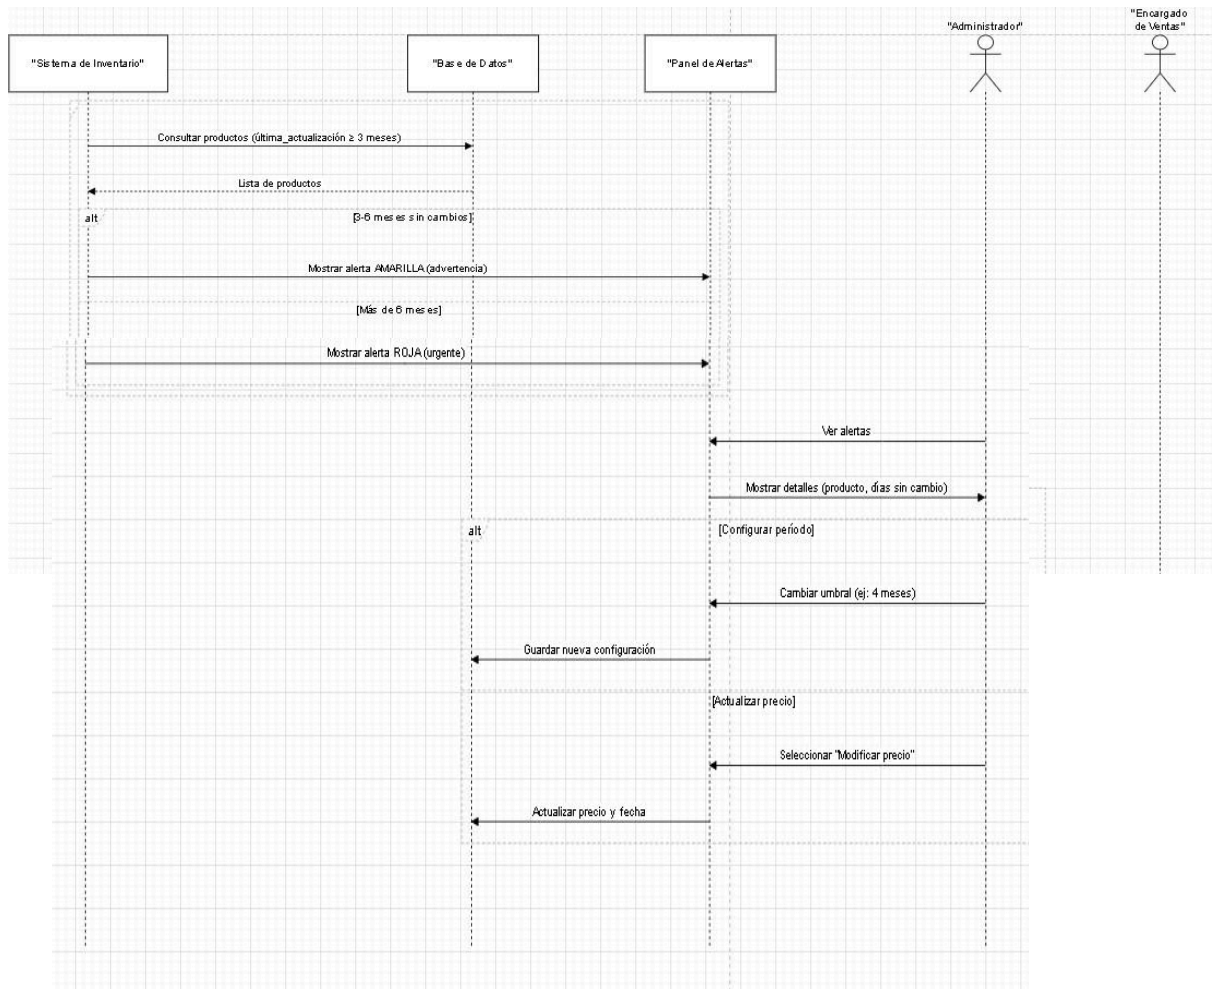 "Encargado
de Ventas"
"Administrador"
"Sistema de Inventario"
"Base de Datos"
"Panel de Alertas"
Consultar productos (última_actualización ≥ 3 meses)
Lista de productos
alt
[3-6 meses sin cambios]
Mostrar alerta AMARILLA (advertencia)
[Más de 6 meses]
Mostrar alerta ROJA (urgente)
Ver alertas
Mostrar detalles (producto, días sin cambio)
alt
[Configurar período]
Cambiar umbral (ej: 4 meses)
Guardar nueva configuración
[Actualizar precio]
Seleccionar "Modificar precio"
Actualizar precio y fecha